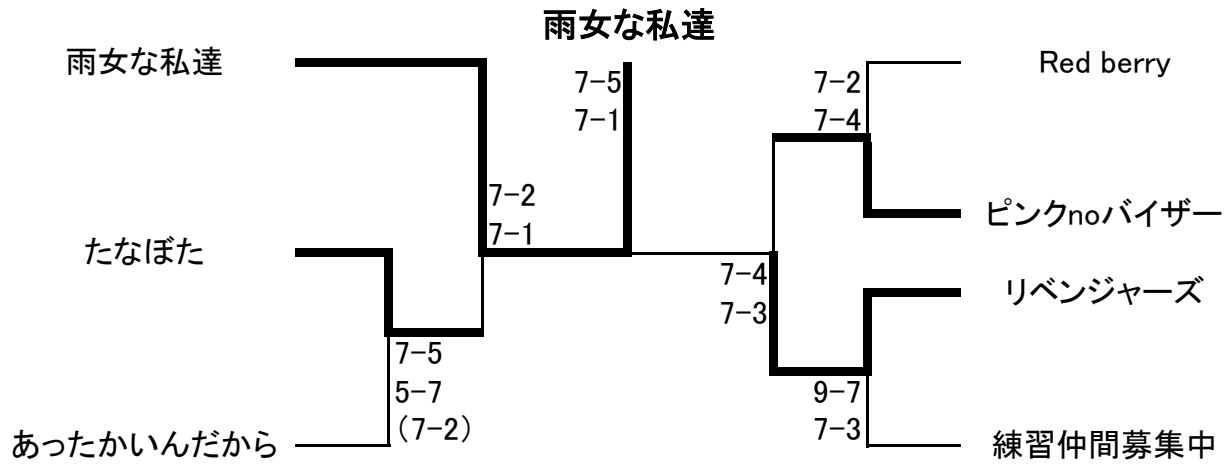 雨女な私達
雨女な私達
7-5
7-1
7-2
7-4
Red berry
7-2
7-1
ピンクnoバイザー
たなぼた
7-4
7-3
リベンジャーズ
7-5
5-7
(7-2)
9-7
7-3
あったかいんだから
練習仲間募集中